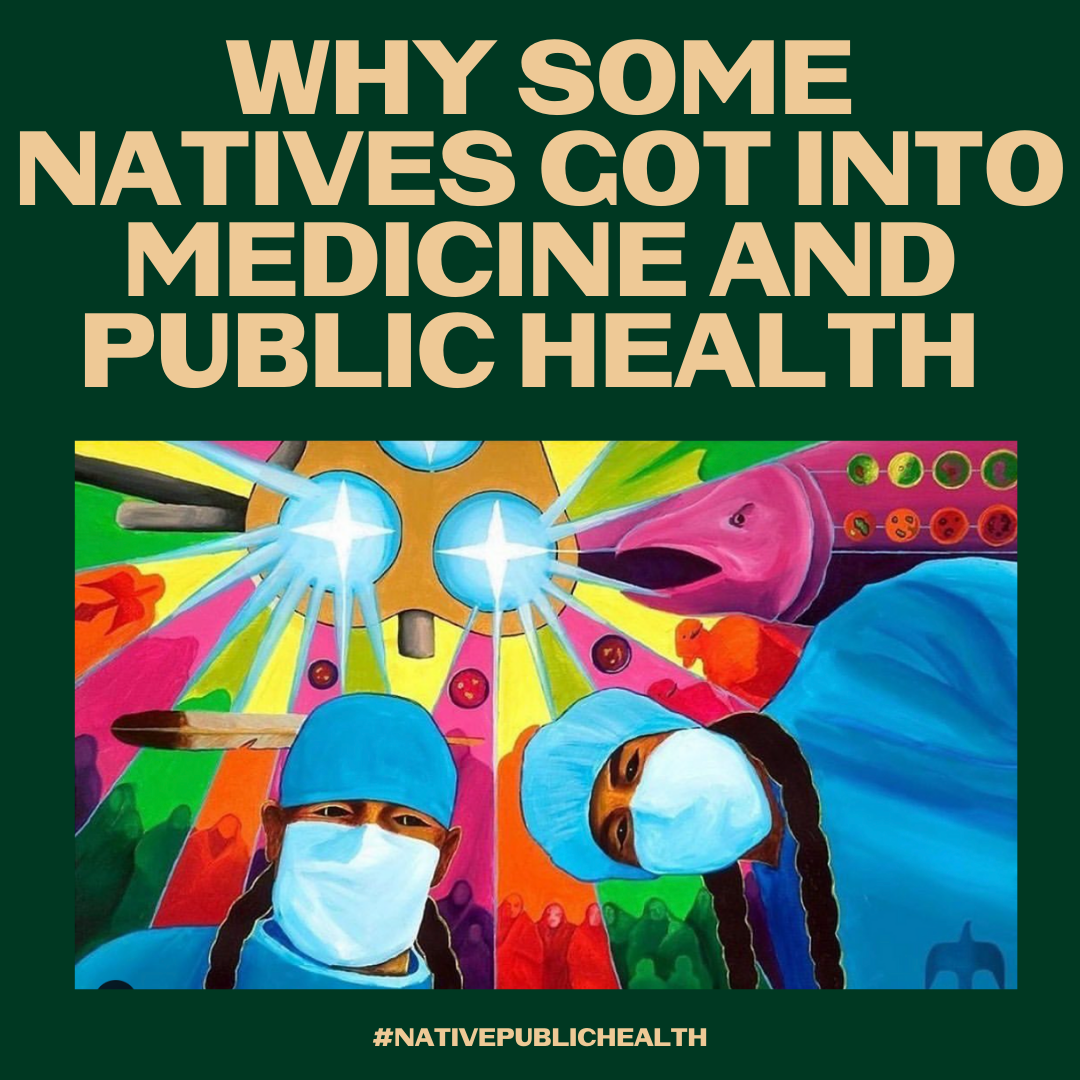 WHY SOME
NATIVES GOT INTO
MEDICINE AND
PUBLIC HEALTH
#NATIVEPUBLICHEALTH